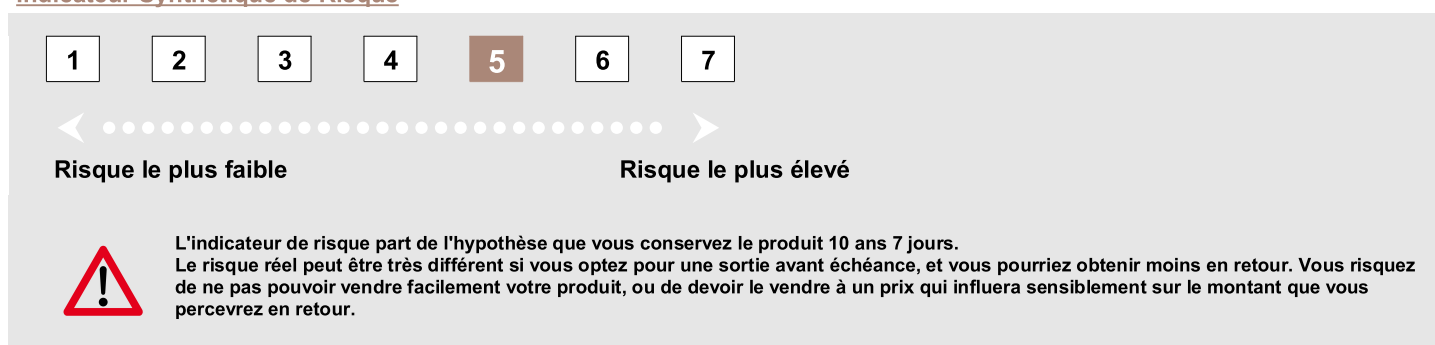 Indicateur Synthétique de Risque
1 2 3 4 5 6 7
Risque le plus faible Risque le plus élevé
L'indicateur de risque part de l'hypothèse que vous conservez le produit 10 ans 7 jours.
Le risque réel peut être très différent si vous optez pour une sortie avant échéance, et vous pourriez obtenir moins en retour. Vous risquez
de ne pas pouvoir vendre facilement votre produit, ou de devoir le vendre à un prix qui influera sensiblement sur le montant que vous
percevrez en retour.